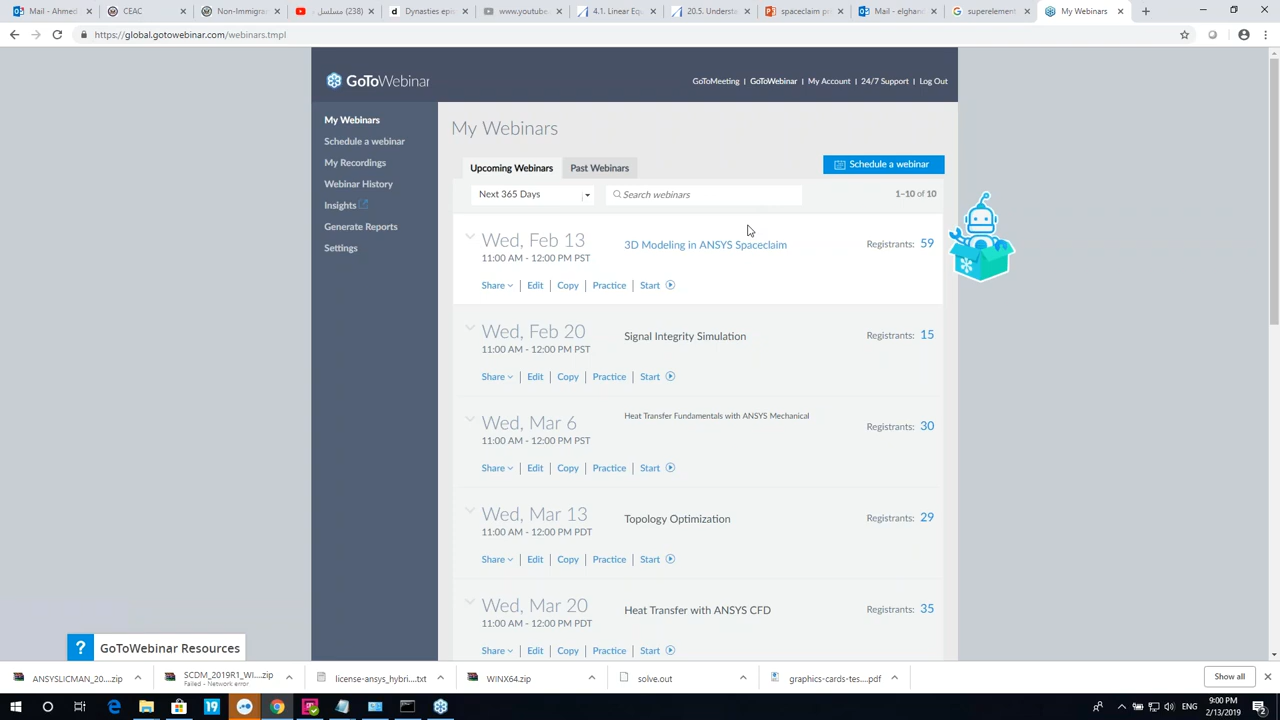 Mail - Ahmed
CEAC
Non-Immigra
(238) مسلسل
Dynasties epis
www.youtube
4.1. Linear Equ
20.5. Understa
spaceclaim po
Mail - elghand
superelement
My Webinars
https://global.gotowebinar.com/webinars.tmpl
GoToWebinar
GoToMeeting | GoToWebinar | My Account | 24/7 Support | Log Out
My Webinars
Schedule a webinar
My Recordings
Webinar History
Insights
Generate Reports
Settings
My Webinars
Upcoming Webinars
Past Webinars
Schedule a webinar
Next 365 Days
Search webinars
1–10 of 10
Wed, Feb 13
11:00 AM - 12:00 PM PST
3D Modeling in ANSYS Spaceclaim
Registrants: 59
Share | Edit | Copy | Practice | Start
Wed, Feb 20
11:00 AM - 12:00 PM PST
Signal Integrity Simulation
Registrants: 15
Share | Edit | Copy | Practice | Start
Wed, Mar 6
11:00 AM - 12:00 PM PST
Heat Transfer Fundamentals with ANSYS Mechanical
Registrants: 30
Share | Edit | Copy | Practice | Start
Wed, Mar 13
11:00 AM - 12:00 PM PDT
Topology Optimization
Registrants: 29
Share | Edit | Copy | Practice | Start
Wed, Mar 20
11:00 AM - 12:00 PM PDT
Heat Transfer with ANSYS CFD
Registrants: 35
Share | Edit | Copy | Practice | Start
? GoToWebinar Resources
ANSYSLICMAN_20....zip
SCDM_2019R1_WI....zip
Failed - Network error
license-ansys_hybri....txt
WINX64.zip
solve.out
graphics-cards-tes....pdf
Show all
ENG
9:00 PM
2/13/2019